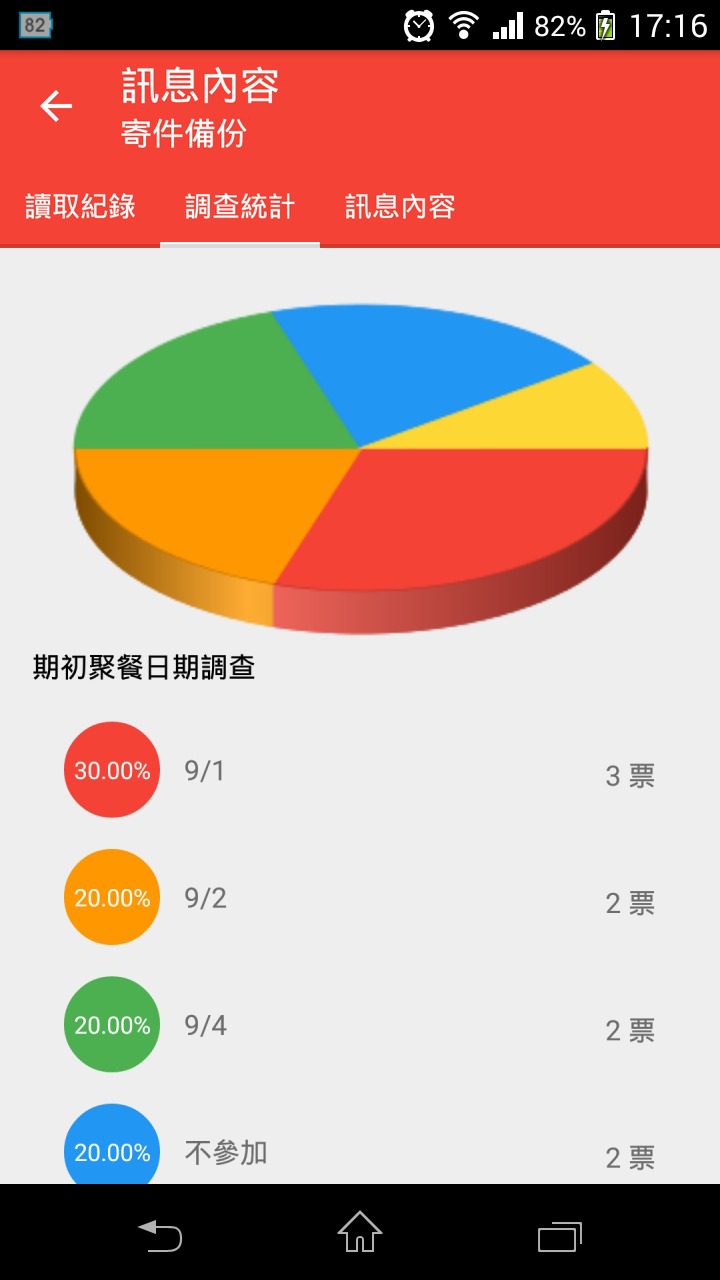 82
82%
17:16
訊息內容
寄件備份
讀取紀錄 調查統計 訊息內容
期初聚餐日期調查
30.00% 9/1 3 票
20.00% 9/2 2 票
20.00% 9/4 2 票
20.00% 不參加 2 票